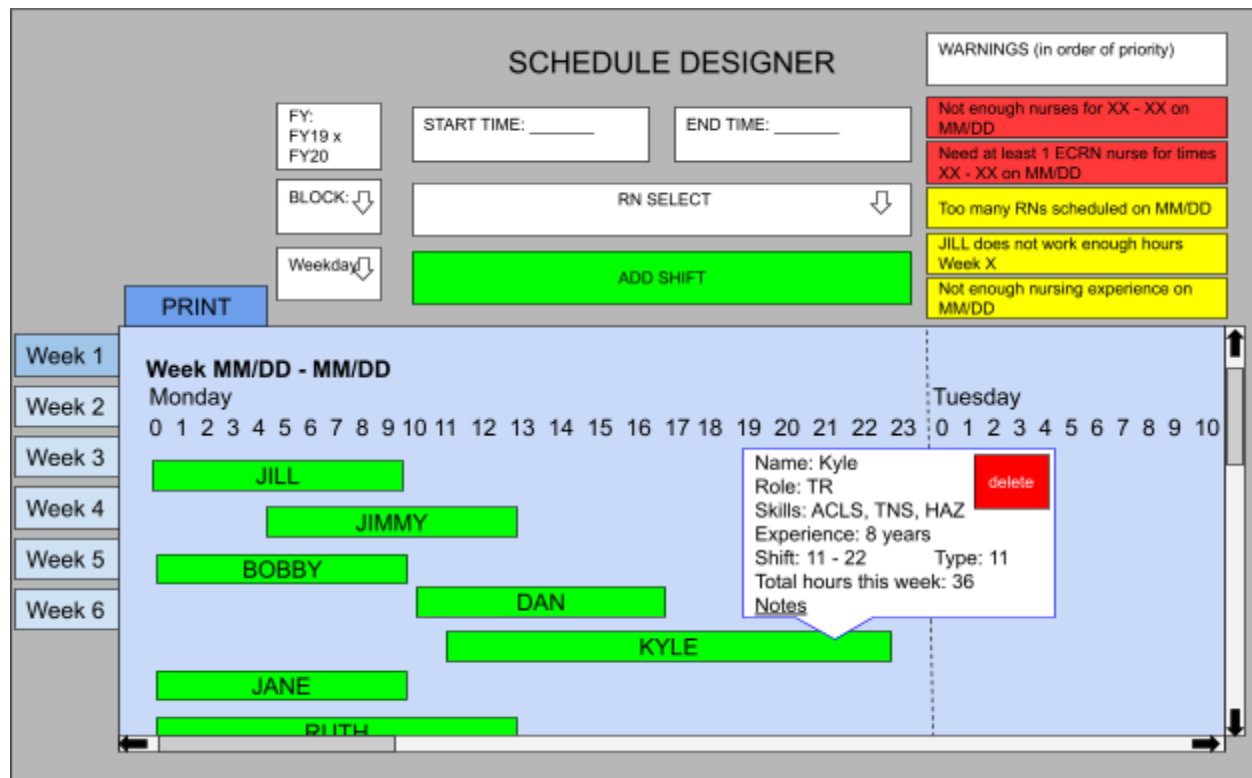 SCHEDULE DESIGNER
WARNINGS (in order of priority)
FY:
FY19 x
FY20
START TIME: _______
END TIME: _______
Not enough nurses for XX - XX on
MM/DD
Need at least 1 ECRN nurse for times
XX - XX on MM/DD
BLOCK:
RN SELECT
Too many RNs scheduled on MM/DD
Weekday
ADD SHIFT
JILL does not work enough hours
Week X
Not enough nursing experience on
MM/DD
PRINT
Week 1
Week 2
Week 3
Week 4
Week 5
Week 6
Week MM/DD - MM/DD
Monday
0 1 2 3 4 5 6 7 8 9 10 11 12 13 14 15 16 17 18 19 20 21 22 23
Tuesday
0 1 2 3 4 5 6 7 8 9 10
JILL
JIMMY
BOBBY
DAN
KYLE
JANE
RUTH
Name: Kyle
Role: TR
Skills: ACLS, TNS, HAZ
Experience: 8 years
Shift: 11 - 22 Type: 11
Total hours this week: 36
Notes
delete